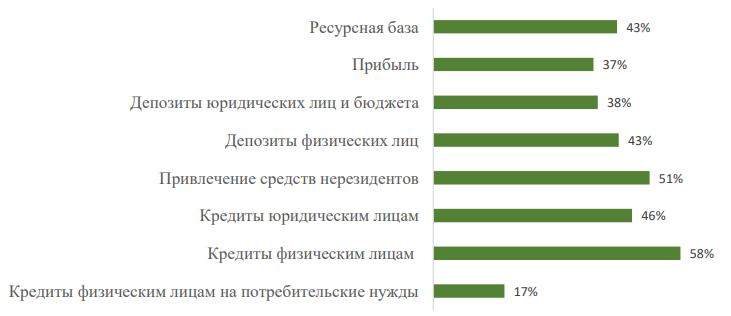 Ресурсная база 43%
Прибыль 37%
Депозиты юридических лиц и бюджета 38%
Депозиты физических лиц 43%
Привлечение средств нерезидентов 51%
Кредиты юридическим лицам 46%
Кредиты физическим лицам 58%
Кредиты физическим лицам на потребительские нужды 17%